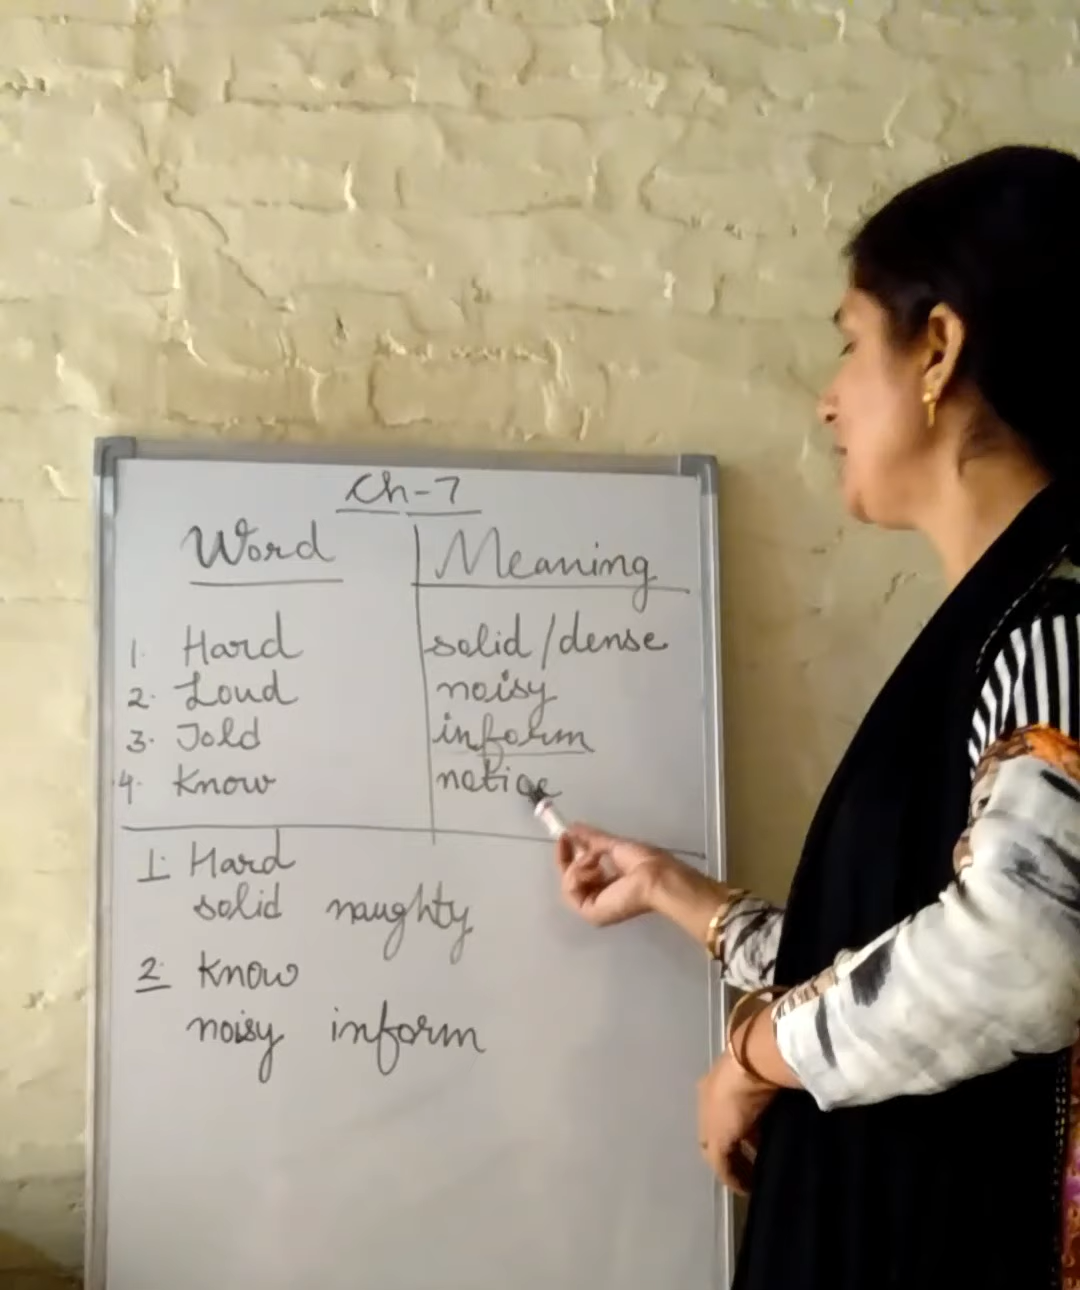 Ch-7
Word Meaning
1. Hard solid/dense
2. Loud noisy
3. Told inform
4. Know notice
1. Hard
solid naughty
2. Know
noisy inform